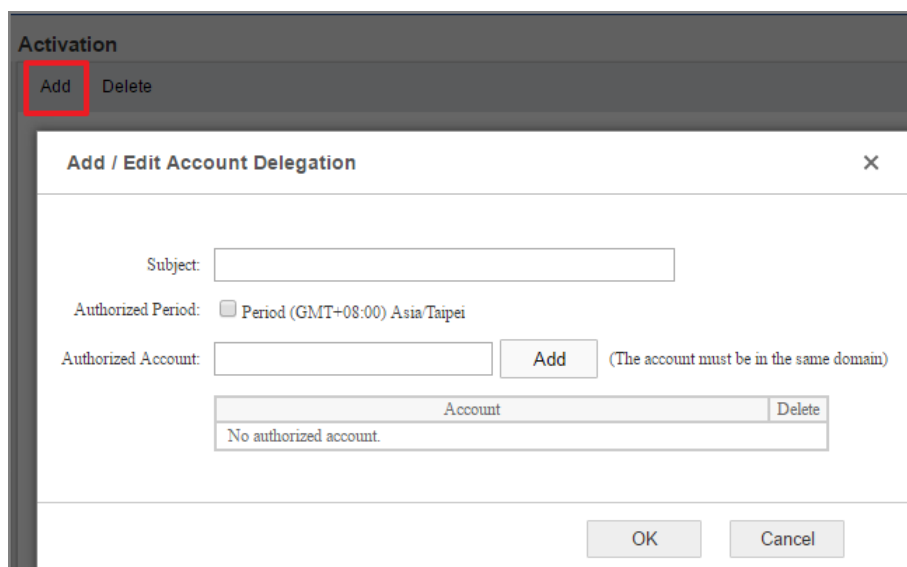 Activation
Add Delete
Add / Edit Account Delegation ×
Subject:
Authorized Period: Period (GMT+08:00) Asia/Taipei
Authorized Account: Add (The account must be in the same domain)
Account Delete
No authorized account.
OK Cancel